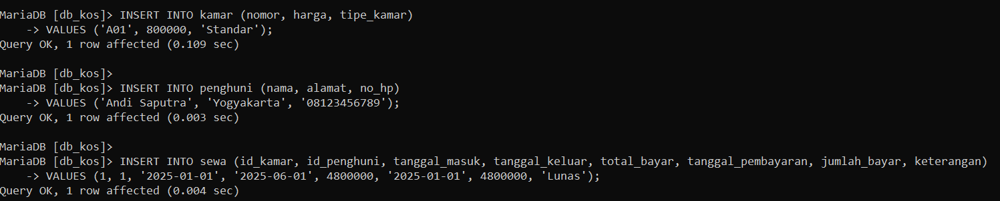 MariaDB [db_kos]> INSERT INTO kamar (nomor, harga, tipe_kamar)
    -> VALUES ('A01', 800000, 'Standar');
Query OK, 1 row affected (0.109 sec)

MariaDB [db_kos]>
MariaDB [db_kos]> INSERT INTO penghuni (nama, alamat, no_hp)
    -> VALUES ('Andi Saputra', 'Yogyakarta', '08123456789');
Query OK, 1 row affected (0.003 sec)

MariaDB [db_kos]>
MariaDB [db_kos]> INSERT INTO sewa (id_kamar, id_penghuni, tanggal_masuk, tanggal_keluar, total_bayar, tanggal_pembayaran, jumlah_bayar, keterangan)
    -> VALUES (1, 1, '2025-01-01', '2025-06-01', 4800000, '2025-01-01', 4800000, 'Lunas');
Query OK, 1 row affected (0.004 sec)